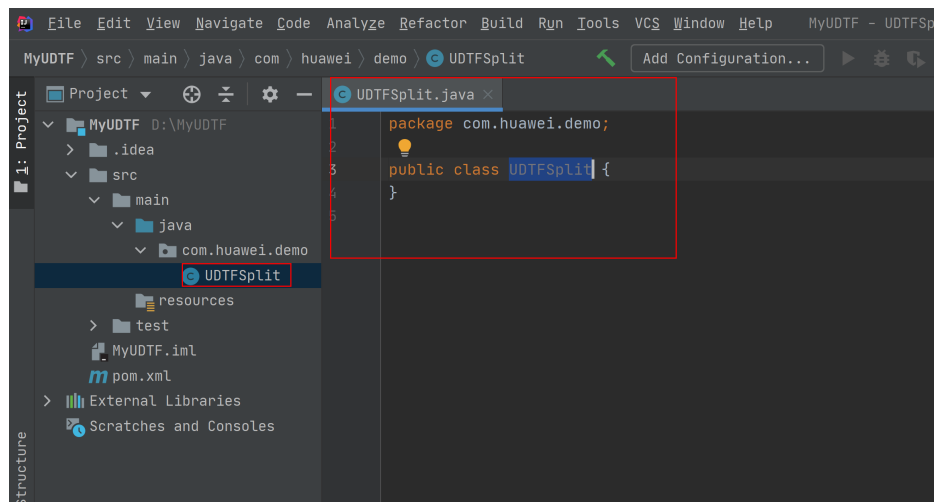 File Edit View Navigate Code Analyze Refactor Build Run Tools VCS Window Help MyUDTF - UDTFSp
MyUDTF 〉 src 〉 main 〉 java 〉 com 〉 huawei 〉 demo 〉 UDTFSplit Add Configuration...
1: Project
Project
UDTFSplit.java
MyUDTF D:\MyUDTF
.idea
src
main
java
com.huawei.demo
UDTFSplit
resources
test
MyUDTF.iml
pom.xml
External Libraries
Scratches and Consoles
1 package com.huawei.demo;
2
3 public class UDTFSplit {
4 }
5
tructure